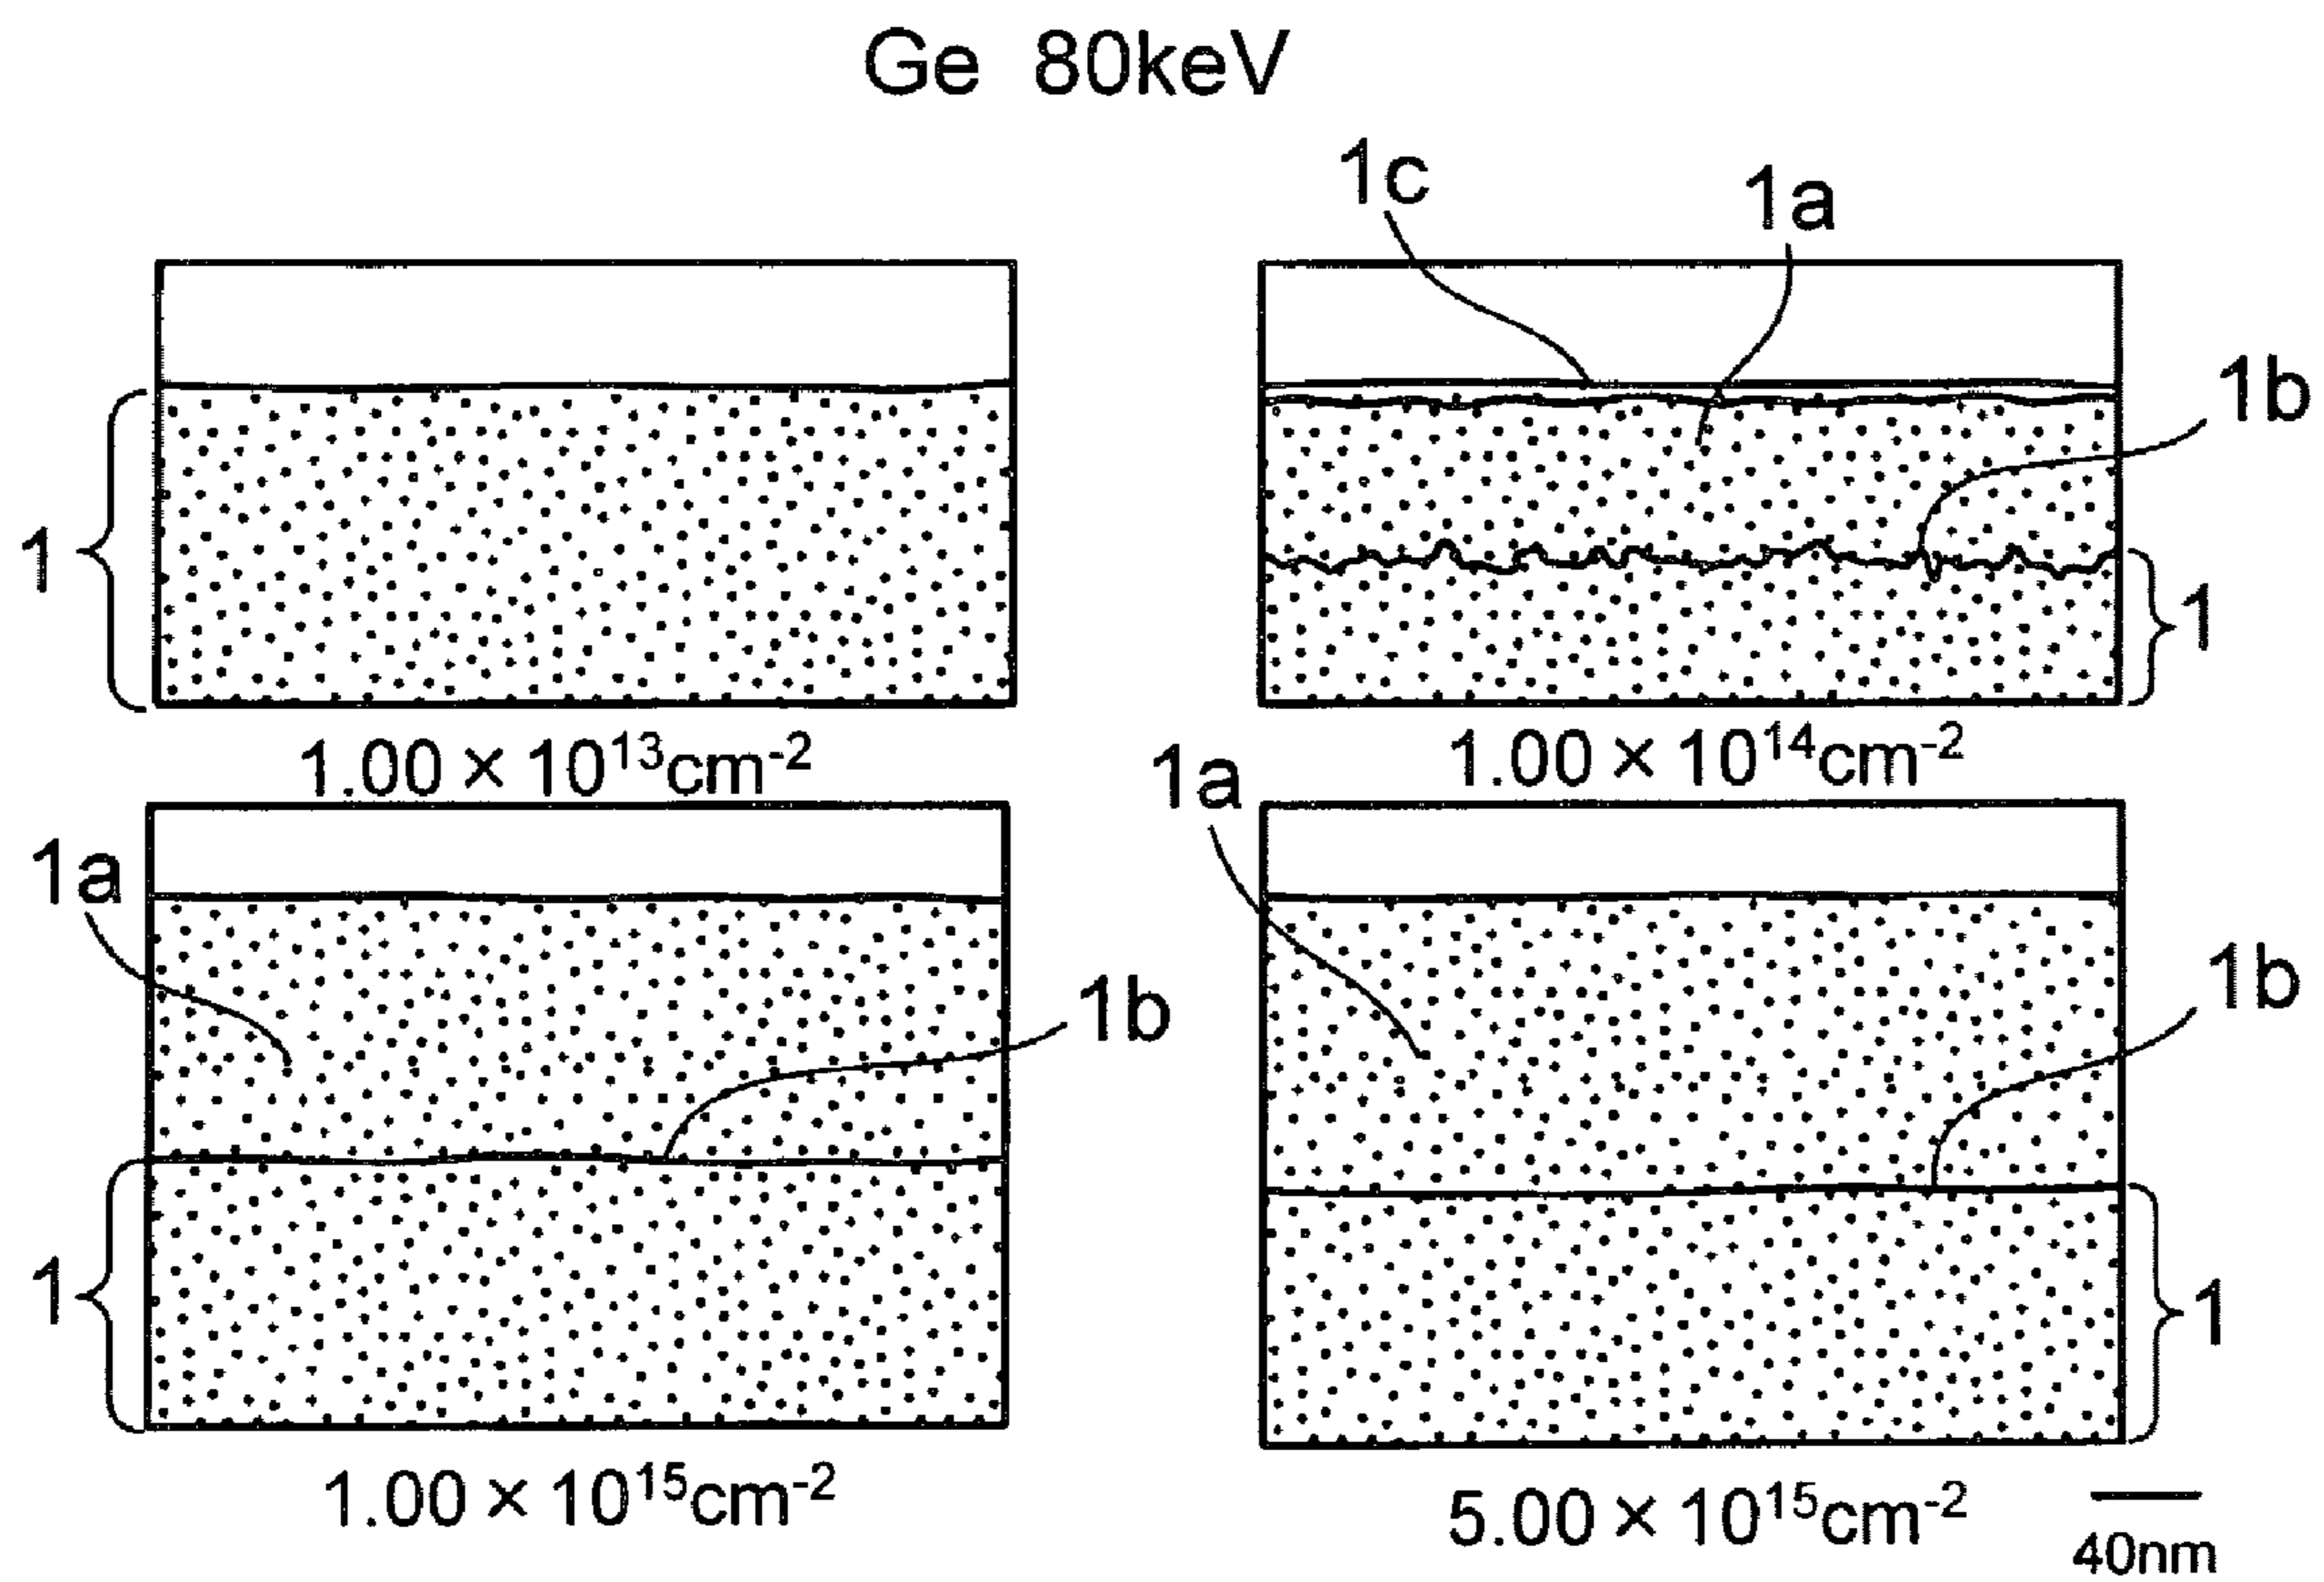 Ge 80keV
1c
1a
1b
1
1
1.00 × 10¹³cm⁻²
1.00 × 10¹⁴cm⁻²
1a
1a
1b
1b
1
1
1.00 × 10¹⁵cm⁻²
5.00 × 10¹⁵cm⁻²
40nm